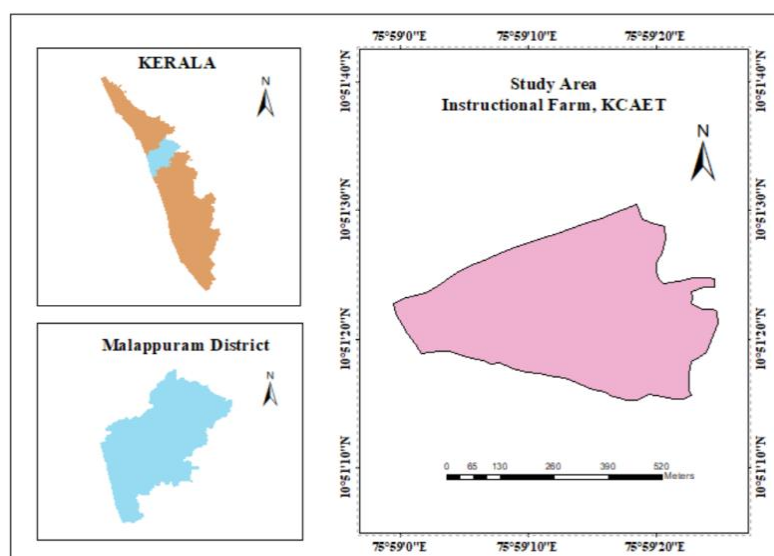 KERALA
N
Malappuram District
N
75°59'0"E 75°59'10"E 75°59'20"E
Study Area
Instructional Farm, KCAET
N
10°51'40"N 10°51'40"N
10°51'30"N 10°51'30"N
10°51'20"N 10°51'20"N
10°51'10"N 10°51'10"N
0 65 130 260 390 520
Meters
75°59'0"E 75°59'10"E 75°59'20"E